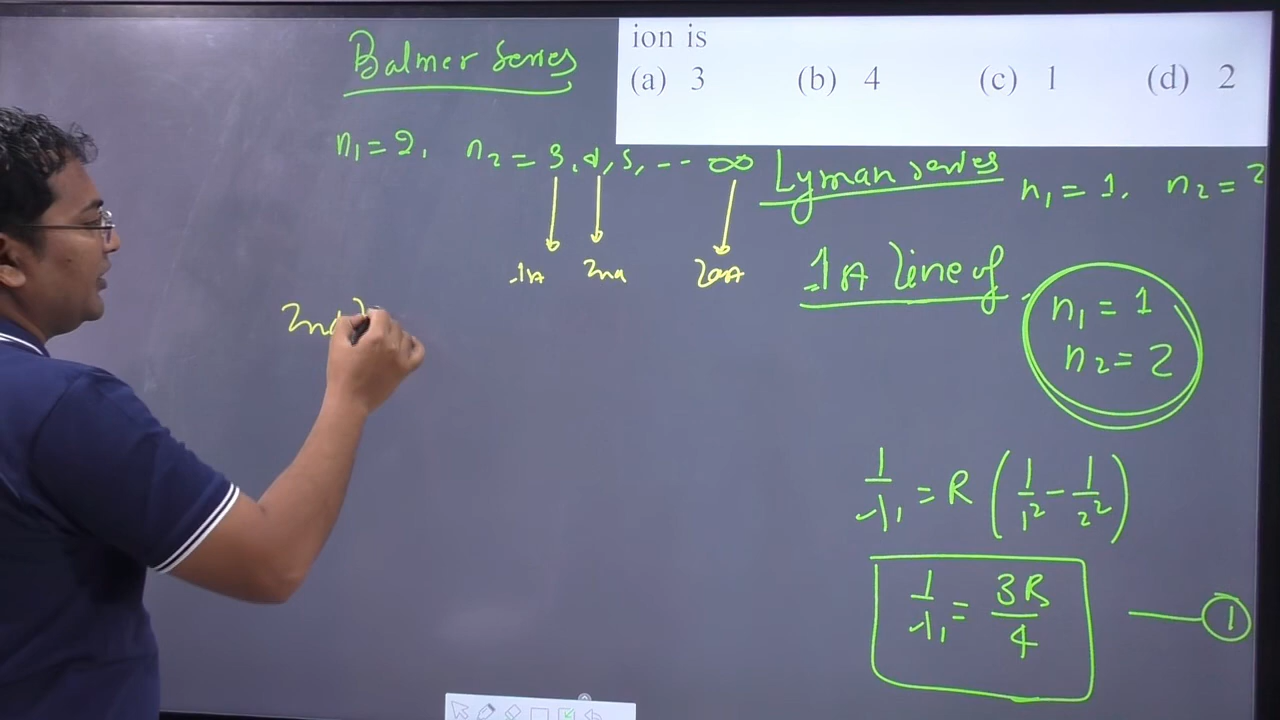 ion is
(a) 3 (b) 4 (c) 1 (d) 2
Balmer series
n₁ = 2, n₂ = 3, 4, 5, -- ∞
1st 2nd last
2nd
Lyman series n₁ = 1, n₂ = 2
1st line of
n₁ = 1
n₂ = 2
1/λ₁ = R (1/1² - 1/2²)
1/λ₁ = 3R/4 — 1